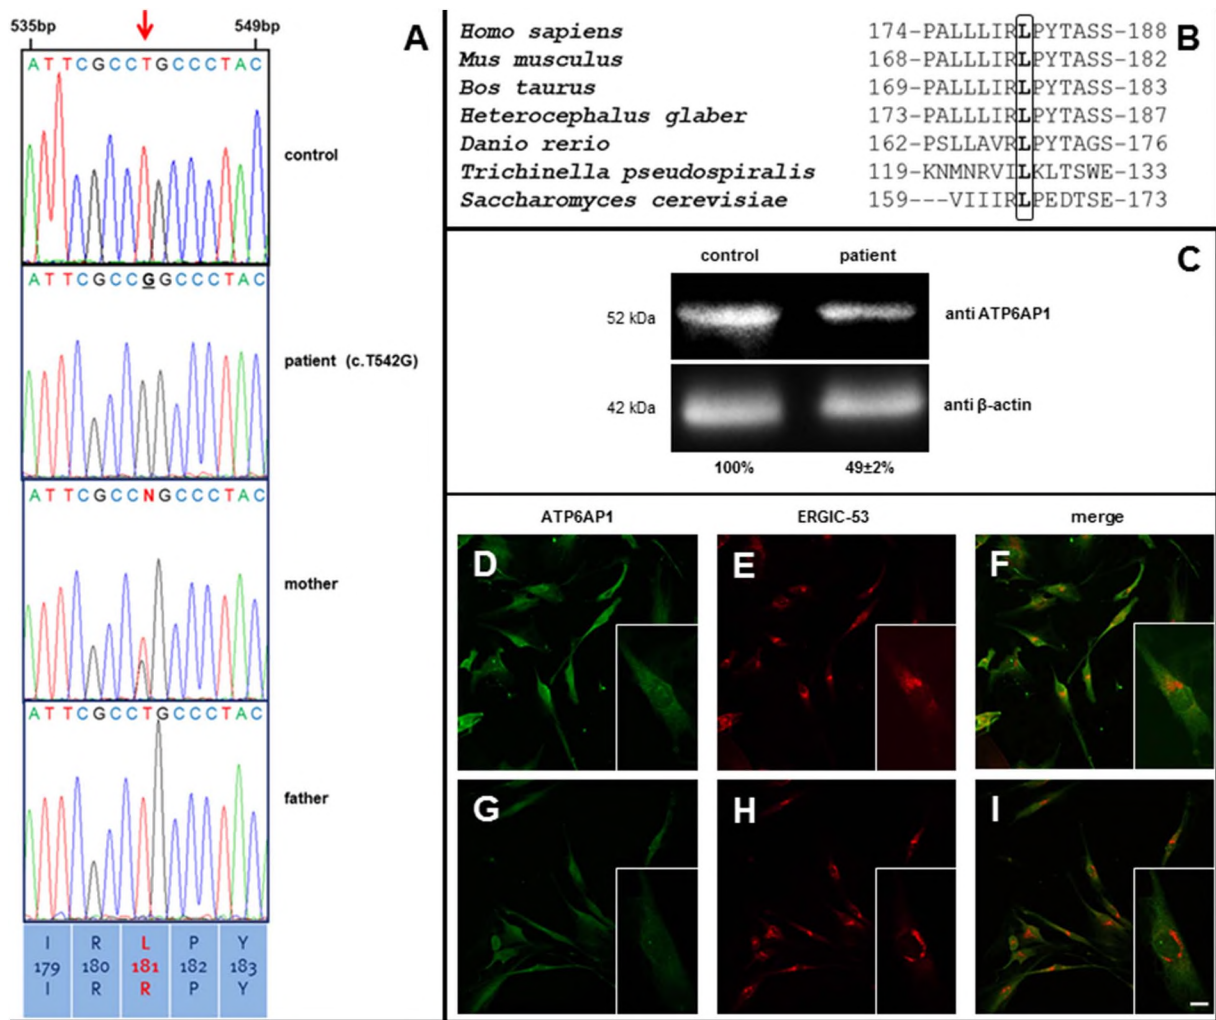 535bp 549bp
A
ATTCGCCTGCCCTAC
control
ATTCGCCGGCCCTAC
patient (c.T542G)
ATTCGCCNGCCCTAC
mother
ATTCGCCTGCCCTAC
father
I R L P Y
179 180 181 182 183
I R R P Y
B
Homo sapiens 174-PALLLIRLPYTASS-188
Mus musculus 168-PALLLIRLPYTASS-182
Bos taurus 169-PALLLIRLPYTASS-183
Heterocephalus glaber 173-PALLLIRLPYTASS-187
Danio rerio 162-PSLLAVRLPYTAGS-176
Trichinella pseudospiralis 119-KNMNRVILKLTSWE-133
Saccharomyces cerevisiae 159---VIIIRLPEDTSE-173
C
control patient
52 kDa anti ATP6AP1
42 kDa anti β-actin
100% 49±2%
ATP6AP1 ERGIC-53 merge
D E F
G H I